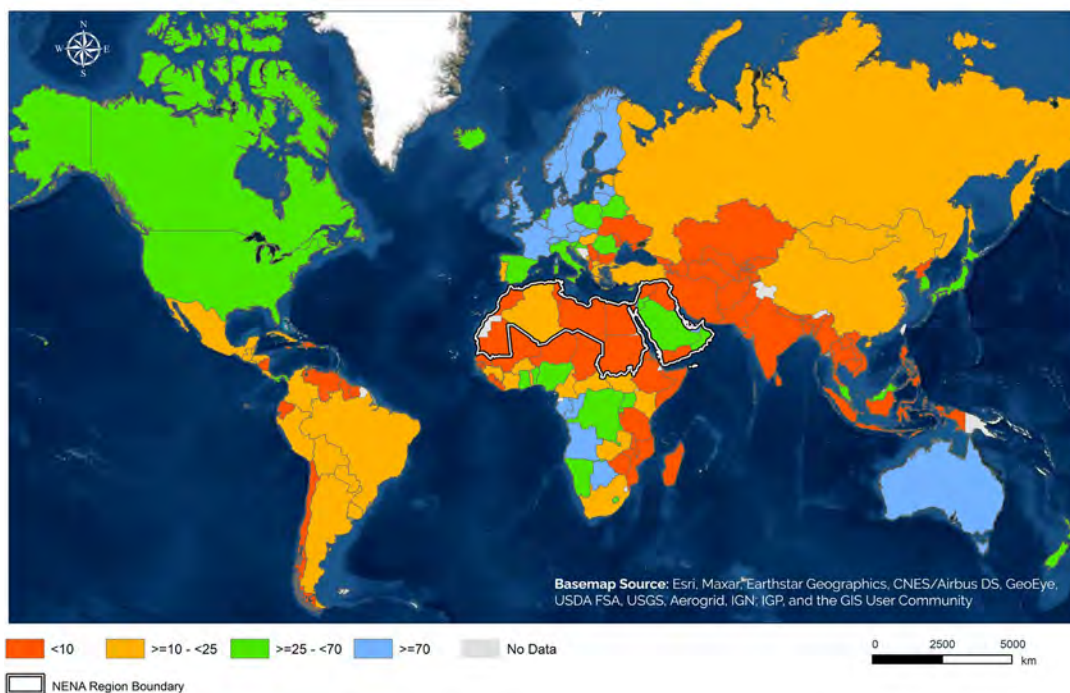 N
W E
S
Basemap Source: Esri, Maxar, Earthstar Geographics, CNES/Airbus DS, GeoEye,
USDA FSA, USGS, Aerogrid, IGN; IGP, and the GIS User Community
<10 >=10 - <25 >=25 - <70 >=70 No Data
0 2500 5000
km
NENA Region Boundary